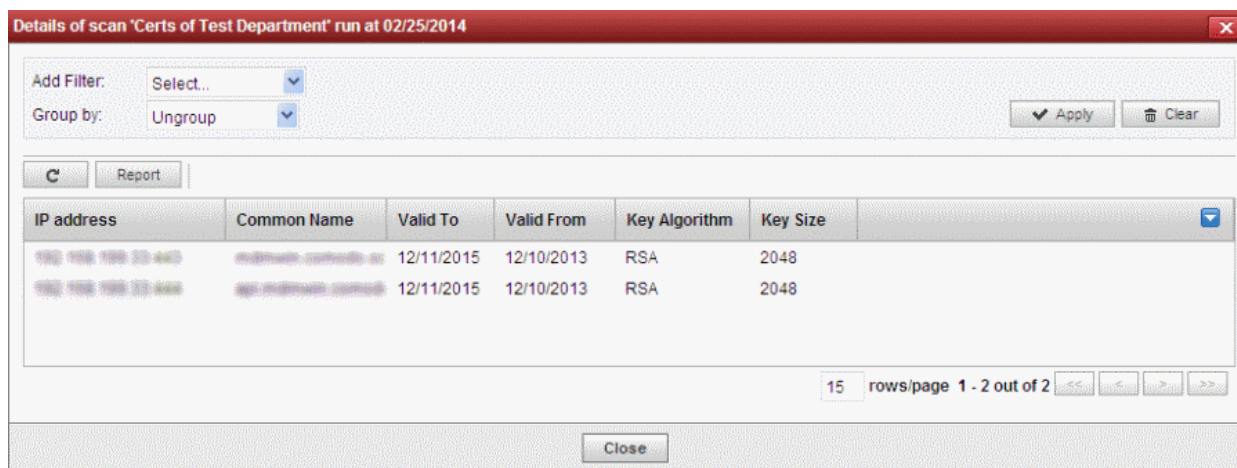 Details of scan 'Certs of Test Department' run at 02/25/2014
Add Filter: Select...
Group by: Ungroup
Apply Clear
Report
IP address Common Name Valid To Valid From Key Algorithm Key Size
12/11/2015 12/10/2013 RSA 2048
12/11/2015 12/10/2013 RSA 2048
15 rows/page 1 - 2 out of 2 << < > >>
Close